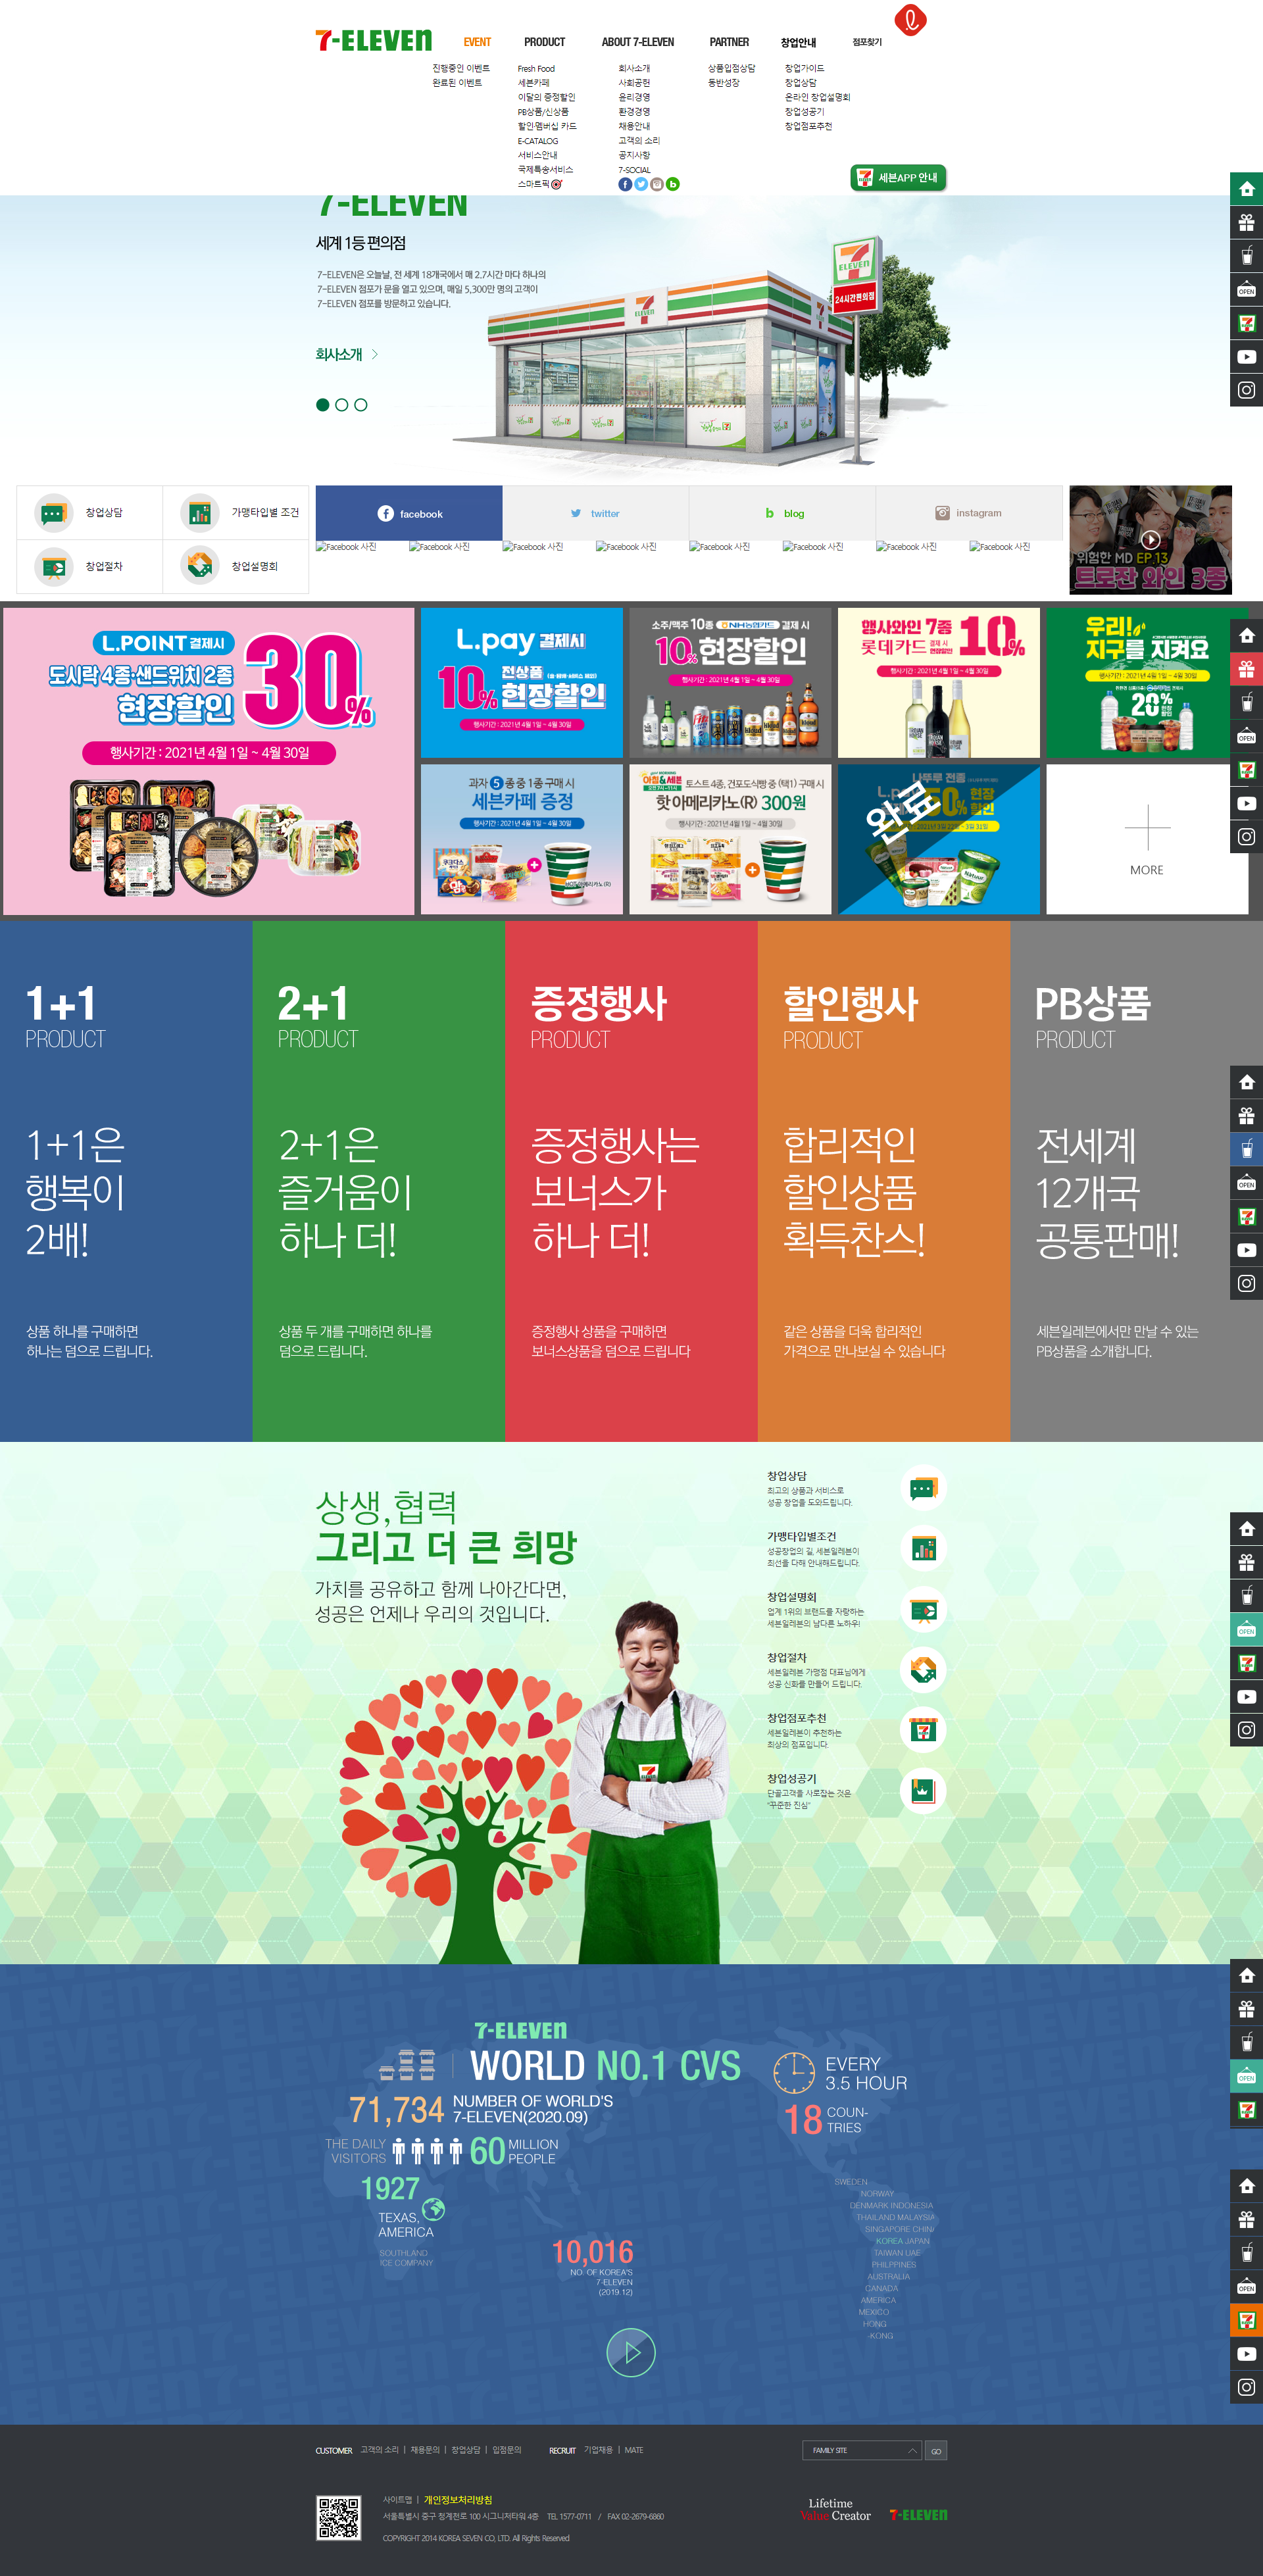 7-ELEVEN
EVENT PRODUCT ABOUT 7-ELEVEN PARTNER 창업안내 점포찾기
진행중인 이벤트
완료된 이벤트
Fresh Food
세븐카페
이달의 증정할인
PB상품/신상품
할인·멤버십 카드
E-CATALOG
서비스안내
국제특송서비스
스마트픽
회사소개
사회공헌
윤리경영
환경경영
채용안내
고객의 소리
공지사항
7-SOCIAL
상품입점상담
동반성장
창업가이드
창업상담
온라인 창업설명회
창업성공기
창업점포추천
세븐APP 안내
7-ELEVEN
세계 1등 편의점
7-ELEVEN은 오늘날, 전 세계 18개국에서 매 2.7시간 마다 하나의
7-ELEVEN 점포가 문을 열고 있으며, 매일 5,300만 명의 고객이
7-ELEVEN 점포를 방문하고 있습니다.
회사소개
7 ELEVEN
24시간편의점
OPEN
창업상담
가맹타입별 조건
창업절차
창업설명회
facebook
twitter
blog
instagram
Facebook 사진 Facebook 사진 Facebook 사진 Facebook 사진 Facebook 사진 Facebook 사진 Facebook 사진 Facebook 사진
위험한 MD EP.13
트로잔 와인 3종
L.POINT 결제시
도시락 4종·샌드위치 2종
현장할인
30%
행사기간 : 2021년 4월 1일 ~ 4월 30일
L.pay 결제시
10% 전상품
현장할인
행사기간 : 2021년 4월 1일 ~ 4월 30일
소주/맥주 10종 NH농협카드 결제 시
10% 현장할인
행사기간 : 2021년 4월 1일 ~ 4월 30일
행사와인 7종
롯데카드 결제 시 현장할인
10%
행사기간 : 2021년 4월 1일 ~ 4월 30일
우리!
지구를 지켜요
행사기간 : 2021년 4월 1일 ~ 4월 30일
20% 현장할인
OPEN
과자 5종 중 1종 구매 시
세븐카페 증정
행사기간 : 2021년 4월 1일 ~ 4월 30일
HOT 아메리카노(R)
아침&세븐
토스트 4종, 건포도식빵 중 (택1) 구매시
핫 아메리카노(R) 300원
행사기간 : 2021년 4월 1일 ~ 4월 30일
나뚜루 전종
50% 현장할인
완료
MORE
1+1
PRODUCT
1+1은
행복이
2배!
상품 하나를 구매하면
하나는 덤으로 드립니다.
2+1
PRODUCT
2+1은
즐거움이
하나 더!
상품 두 개를 구매하면 하나를
덤으로 드립니다.
증정행사
PRODUCT
증정행사는
보너스가
하나 더!
증정행사 상품을 구매하면
보너스상품을 덤으로 드립니다
할인행사
PRODUCT
합리적인
할인상품
획득찬스!
같은 상품을 더욱 합리적인
가격으로 만나보실 수 있습니다
PB상품
PRODUCT
전세계
12개국
공통판매!
세븐일레븐에서만 만날 수 있는
PB상품을 소개합니다.
OPEN
상생,협력
그리고 더 큰 희망
가치를 공유하고 함께 나아간다면,
성공은 언제나 우리의 것입니다.
창업상담
최고의 상품과 서비스로
성공 창업을 도와드립니다.
가맹타입별조건
성공창업의 길, 세븐일레븐이
최선을 다해 안내해드립니다.
창업설명회
업계 1위의 브랜드를 자랑하는
세븐일레븐의 남다른 노하우!
창업절차
세븐일레븐 가맹점 대표님에게
성공 신화를 만들어 드립니다.
창업점포추천
세븐일레븐이 추천하는
최상의 점포입니다.
창업성공기
단골고객을 사로잡는 것은
"꾸준한 진심"
OPEN
7-ELEVEN
WORLD NO.1 CVS
71,734 NUMBER OF WORLD'S
7-ELEVEN(2020.09)
THE DAILY
VISITORS
60 MILLION
PEOPLE
1927
TEXAS,
AMERICA
SOUTHLAND
ICE COMPANY
10,016
NO. OF KOREA'S
7-ELEVEN
(2019.12)
EVERY
3.5 HOUR
18 COUN-
TRIES
SWEDEN
NORWAY
DENMARK INDONESIA
THAILAND MALAYSIA
SINGAPORE CHINA
KOREA JAPAN
TAIWAN UAE
PHILPPINES
AUSTRALIA
CANADA
AMERICA
MEXICO
HONG
-KONG
OPEN
OPEN
CUSTOMER 고객의 소리 | 채용문의 | 창업상담 | 입점문의 RECRUIT 기업채용 | MATE
FAMILY SITE GO
사이트맵 | 개인정보처리방침
서울특별시 중구 청계천로 100 시그니처타워 4층 TEL 1577-0711 / FAX 02-2679-6860
COPYRIGHT 2014 KOREA SEVEN CO, LTD. All Rights Reserved
Lifetime
Value Creator
7-ELEVEN